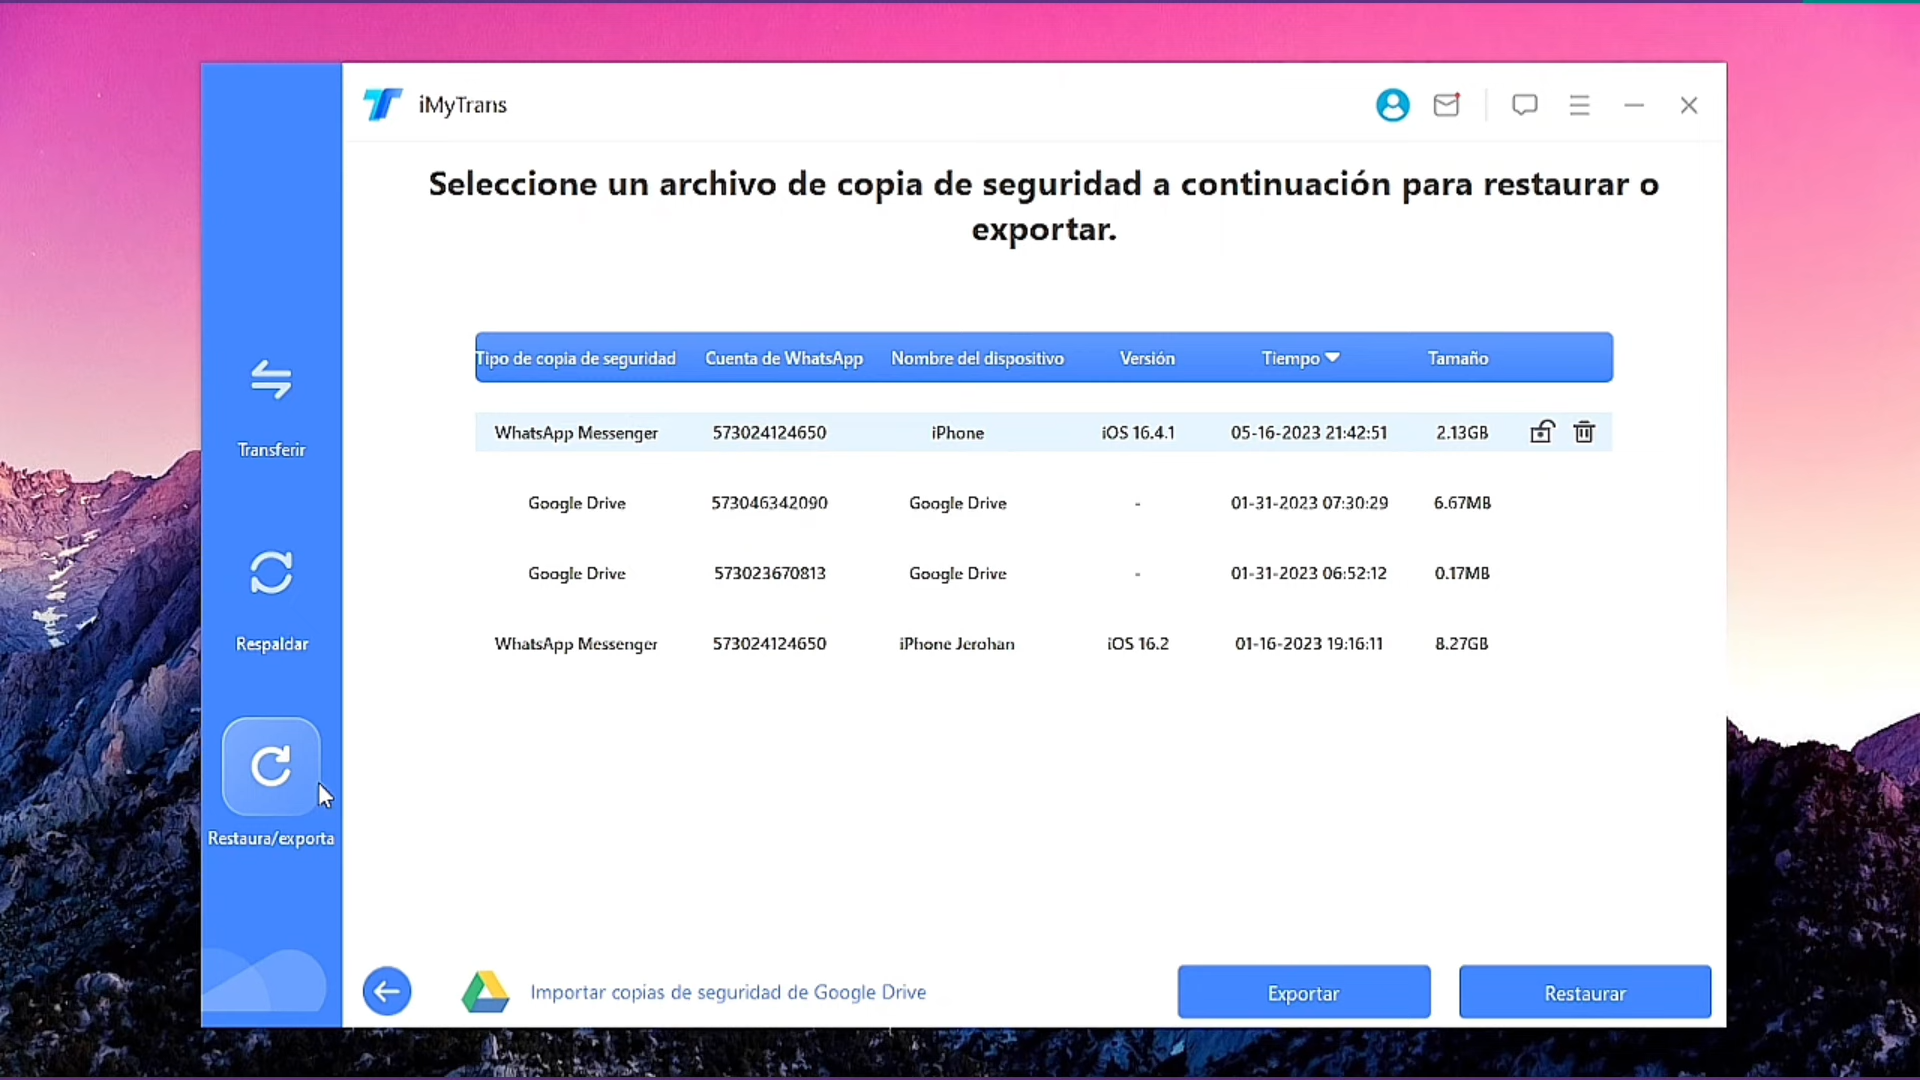 iMyTrans
Seleccione un archivo de copia de seguridad a continuación para restaurar o
exportar.
Tipo de copia de seguridad Cuenta de WhatsApp Nombre del dispositivo Versión Tiempo Tamaño
WhatsApp Messenger 573024124650 iPhone iOS 16.4.1 05-16-2023 21:42:51 2.13GB
Google Drive 573046342090 Google Drive - 01-31-2023 07:30:29 6.67MB
Google Drive 573023670813 Google Drive - 01-31-2023 06:52:12 0.17MB
WhatsApp Messenger 573024124650 iPhone Jerohan iOS 16.2 01-16-2023 19:16:11 8.27GB
Transferir
Respaldar
Restaura/exporta
Importar copias de seguridad de Google Drive
Exportar
Restaurar